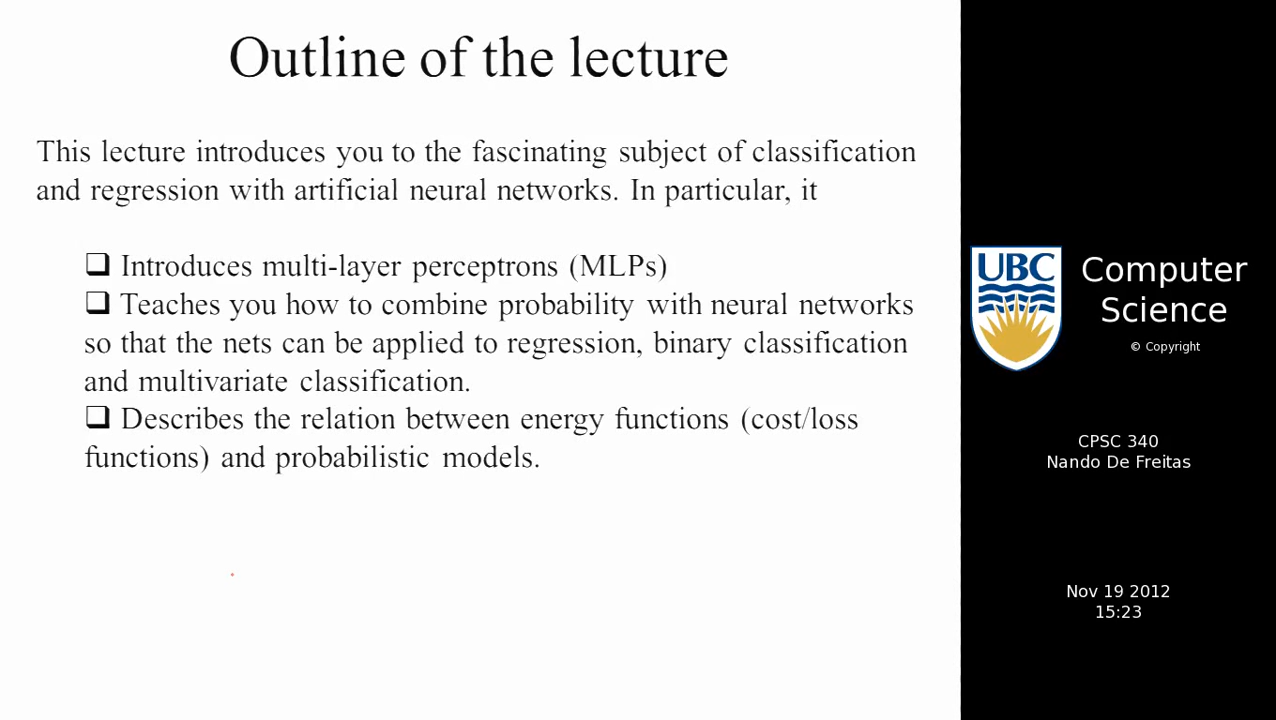 Outline of the lecture
This lecture introduces you to the fascinating subject of classification
and regression with artificial neural networks. In particular, it
❑ Introduces multi-layer perceptrons (MLPs)
❑ Teaches you how to combine probability with neural networks
so that the nets can be applied to regression, binary classification
and multivariate classification.
❑ Describes the relation between energy functions (cost/loss
functions) and probabilistic models.
UBC
Computer
Science
© Copyright
CPSC 340
Nando De Freitas
Nov 19 2012
15:23